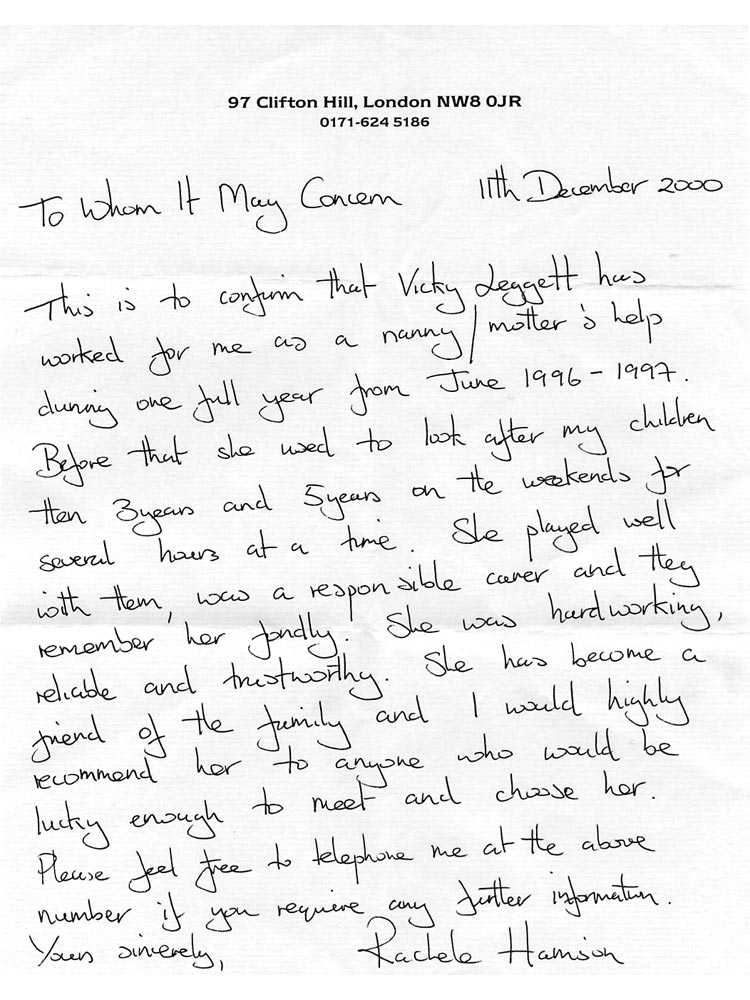 97 Clifton Hill, London NW8 0JR
0171-624 5186
To Whom It May Concern 11th December 2000
This is to confirm that Vicky Leggett has
worked for me as a nanny/mother's help
during one full year from June 1996 - 1997.
Before that she used to look after my children
then 3years and 5years on the weekends for
several hours at a time. She played well
with them, was a responsible carer and they
remember her fondly. She was hardworking,
reliable and trustworthy. She has become a
friend of the family and I would highly
recommend her to anyone who would be
lucky enough to meet and choose her.
Please feel free to telephone me at the above
number if you require any further information.
Yours sincerely, Rachele Harrison